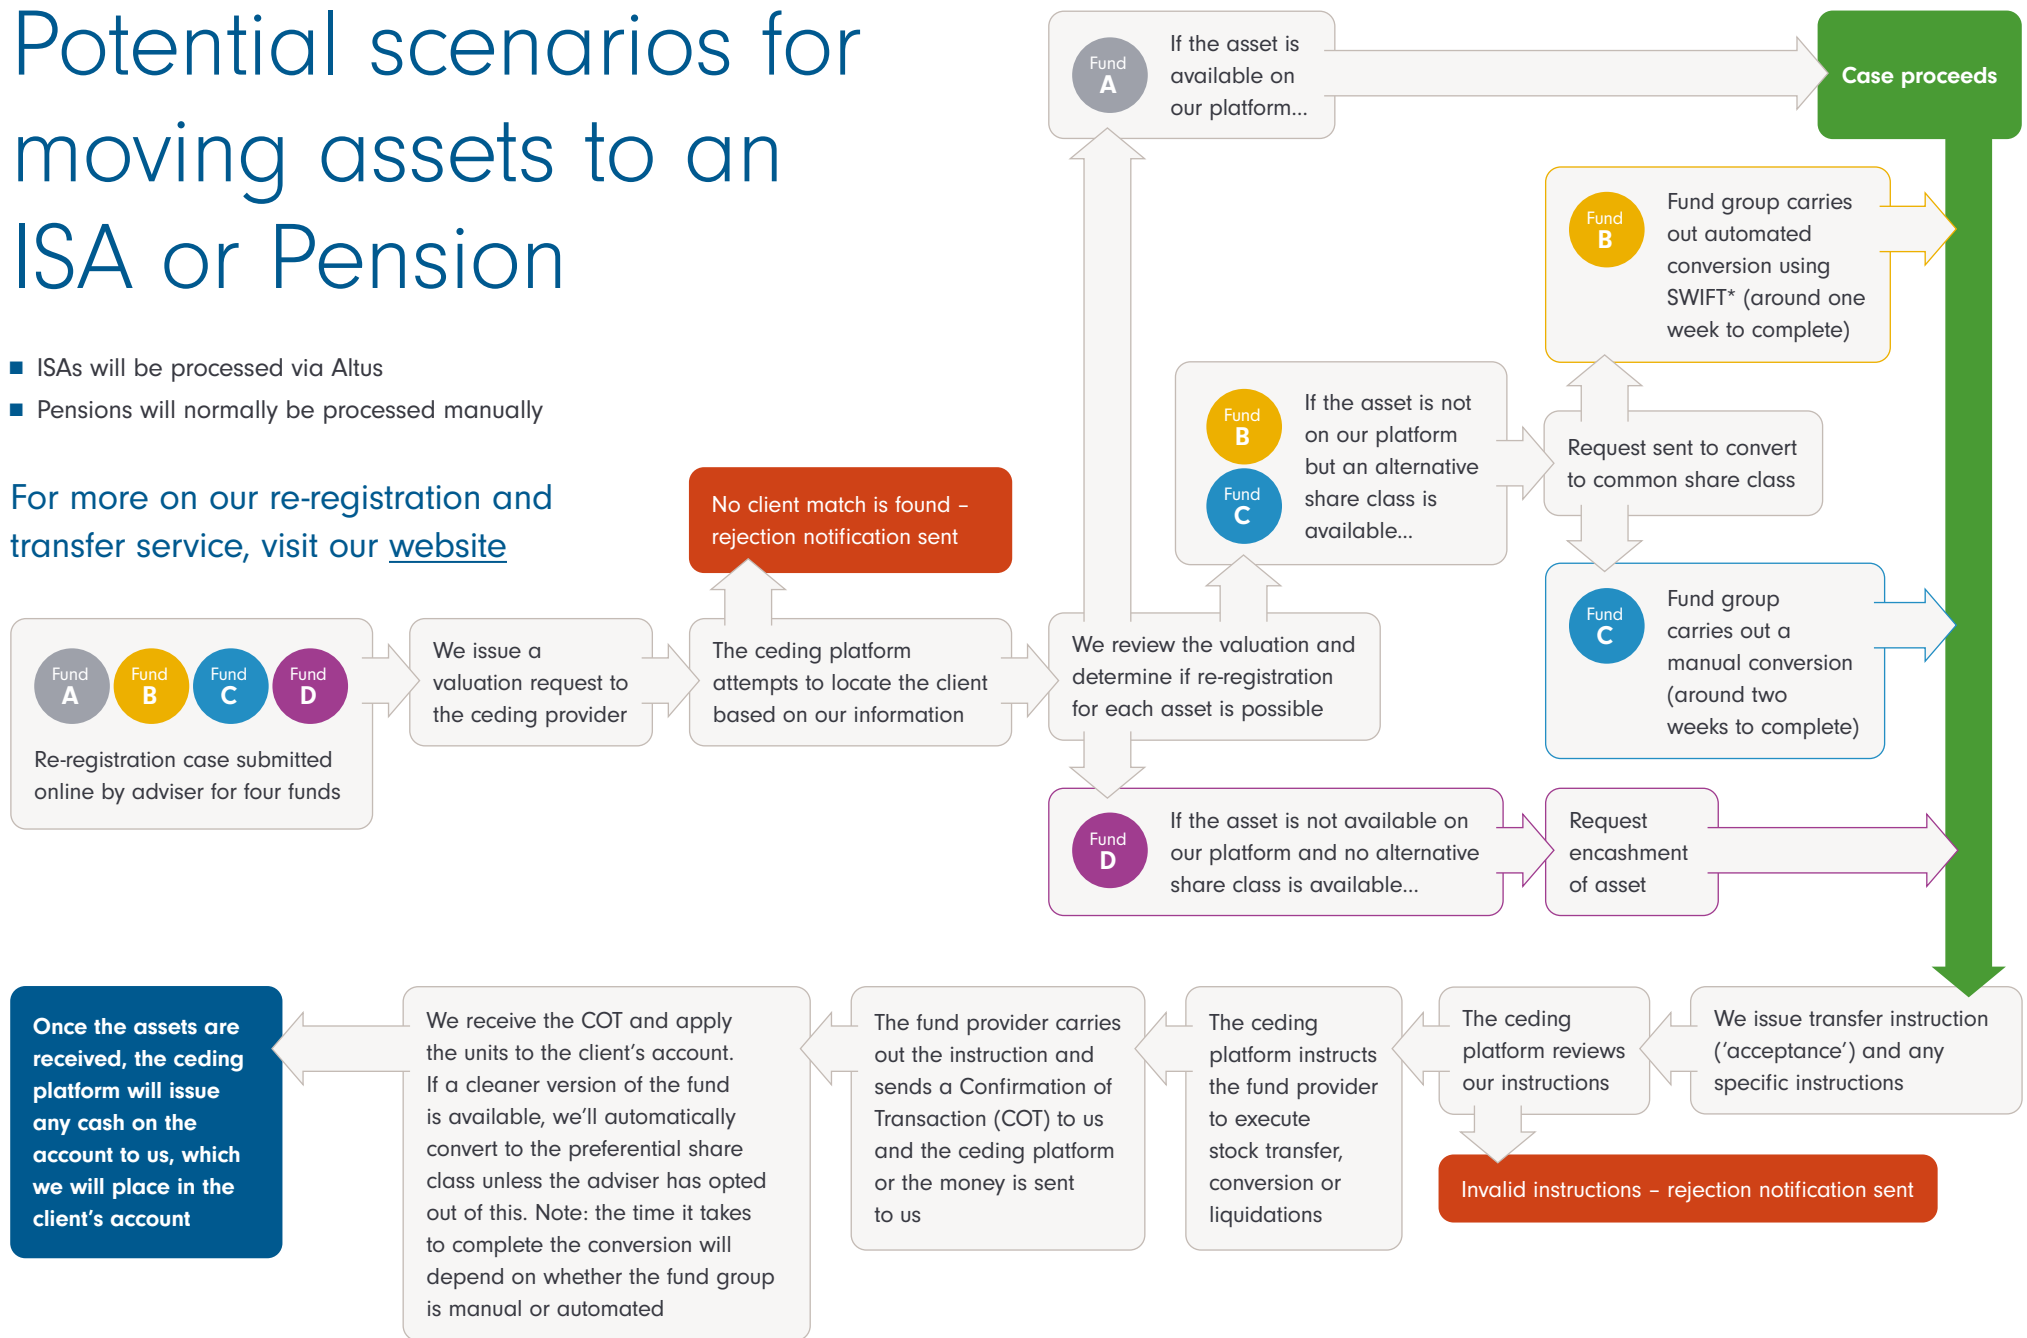 Potential scenarios for
moving assets to an
ISA or Pension
ISAs will be processed via Altus
Pensions will normally be processed manually
For more on our re-registration and
transfer service, visit our website
Fund
A
Fund
B
Fund
C
Fund
D
Re-registration case submitted
online by adviser for four funds
We issue a
valuation request to
the ceding provider
The ceding platform
attempts to locate the client
based on our information
No client match is found –
rejection notification sent
We review the valuation and
determine if re-registration
for each asset is possible
Fund
A
If the asset is
available on
our platform...
Case proceeds
Fund
B
Fund
C
If the asset is not
on our platform
but an alternative
share class is
available...
Request sent to convert
to common share class
Fund
B
Fund group carries
out automated
conversion using
SWIFT* (around one
week to complete)
Fund
C
Fund group
carries out a
manual conversion
(around two
weeks to complete)
Fund
D
If the asset is not available on
our platform and no alternative
share class is available...
Request
encashment
of asset
We issue transfer instruction
(‘acceptance’) and any
specific instructions
The ceding
platform reviews
our instructions
Invalid instructions – rejection notification sent
The ceding
platform instructs
the fund provider
to execute
stock transfer,
conversion or
liquidations
The fund provider carries
out the instruction and
sends a Confirmation of
Transaction (COT) to us
and the ceding platform
or the money is sent
to us
We receive the COT and apply
the units to the client’s account.
If a cleaner version of the fund
is available, we’ll automatically
convert to the preferential share
class unless the adviser has opted
out of this. Note: the time it takes
to complete the conversion will
depend on whether the fund group
is manual or automated
Once the assets are
received, the ceding
platform will issue
any cash on the
account to us, which
we will place in the
client’s account